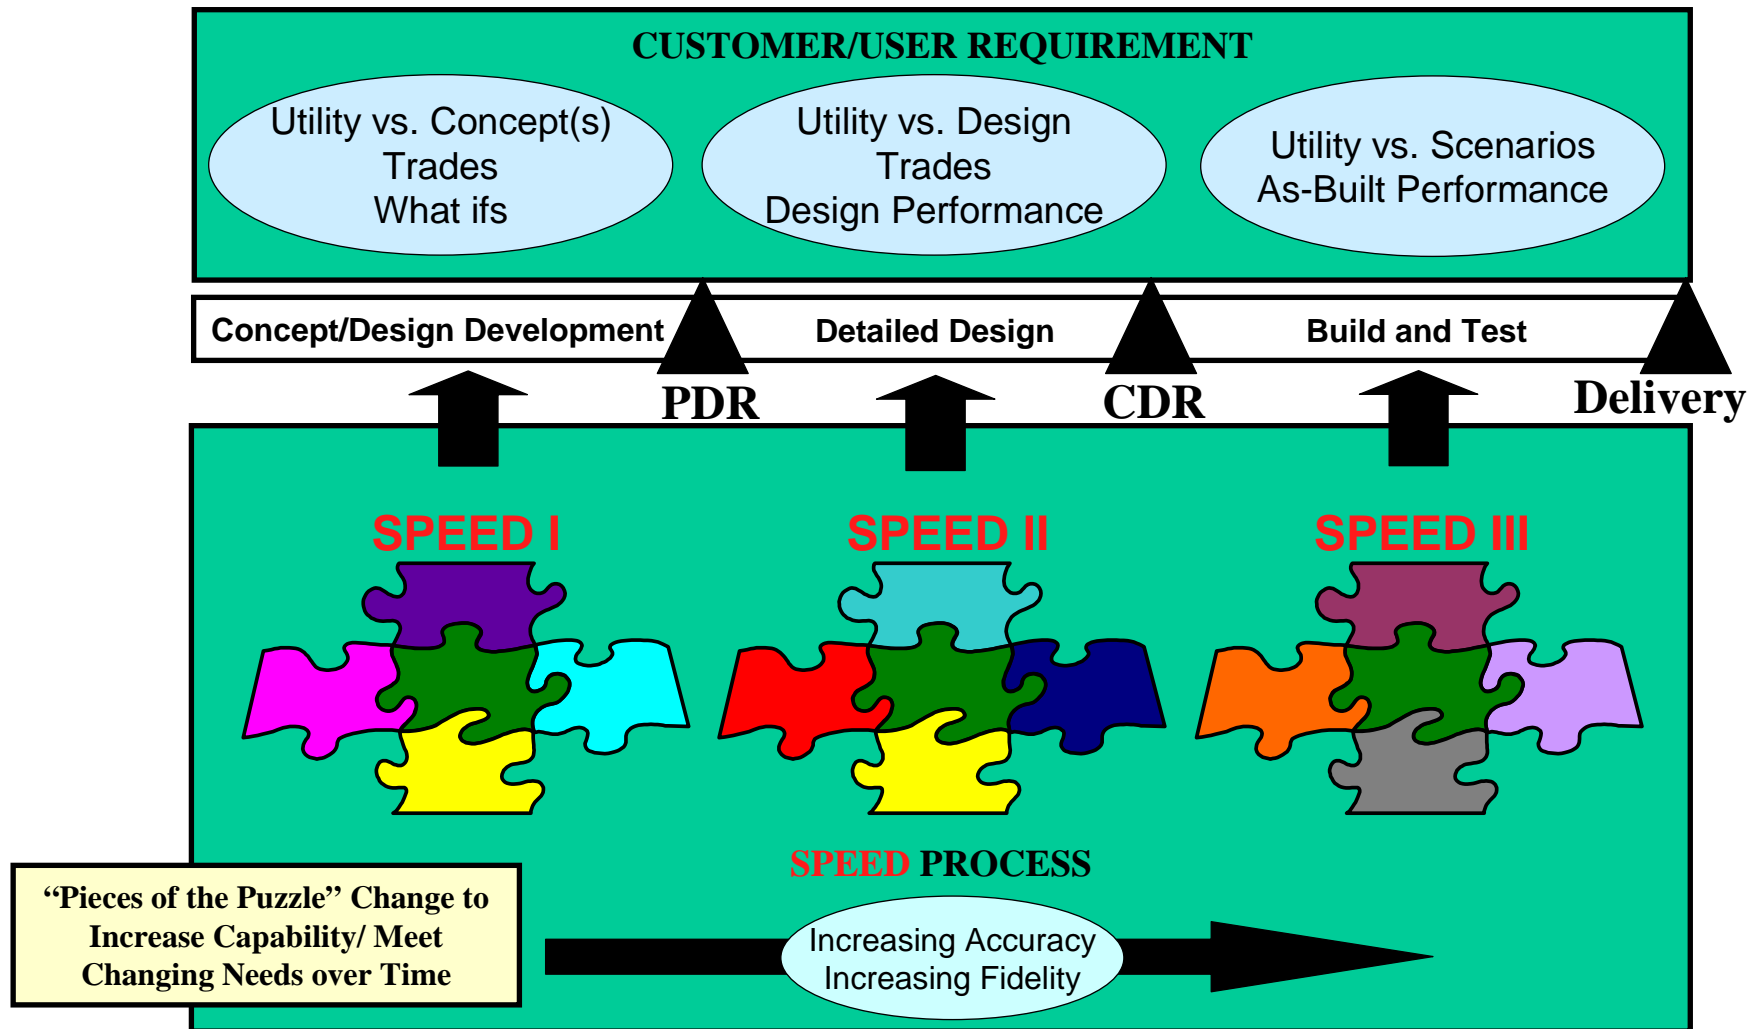 CUSTOMER/USER REQUIREMENT
Utility vs. Concept(s)
Trades
What ifs
Utility vs. Design
Trades
Design Performance
Utility vs. Scenarios
As-Built Performance
Concept/Design Development
Detailed Design
Build and Test
PDR
CDR
Delivery
SPEED I
SPEED II
SPEED III
SPEED PROCESS
“Pieces of the Puzzle” Change to
Increase Capability/ Meet
Changing Needs over Time
Increasing Accuracy
Increasing Fidelity